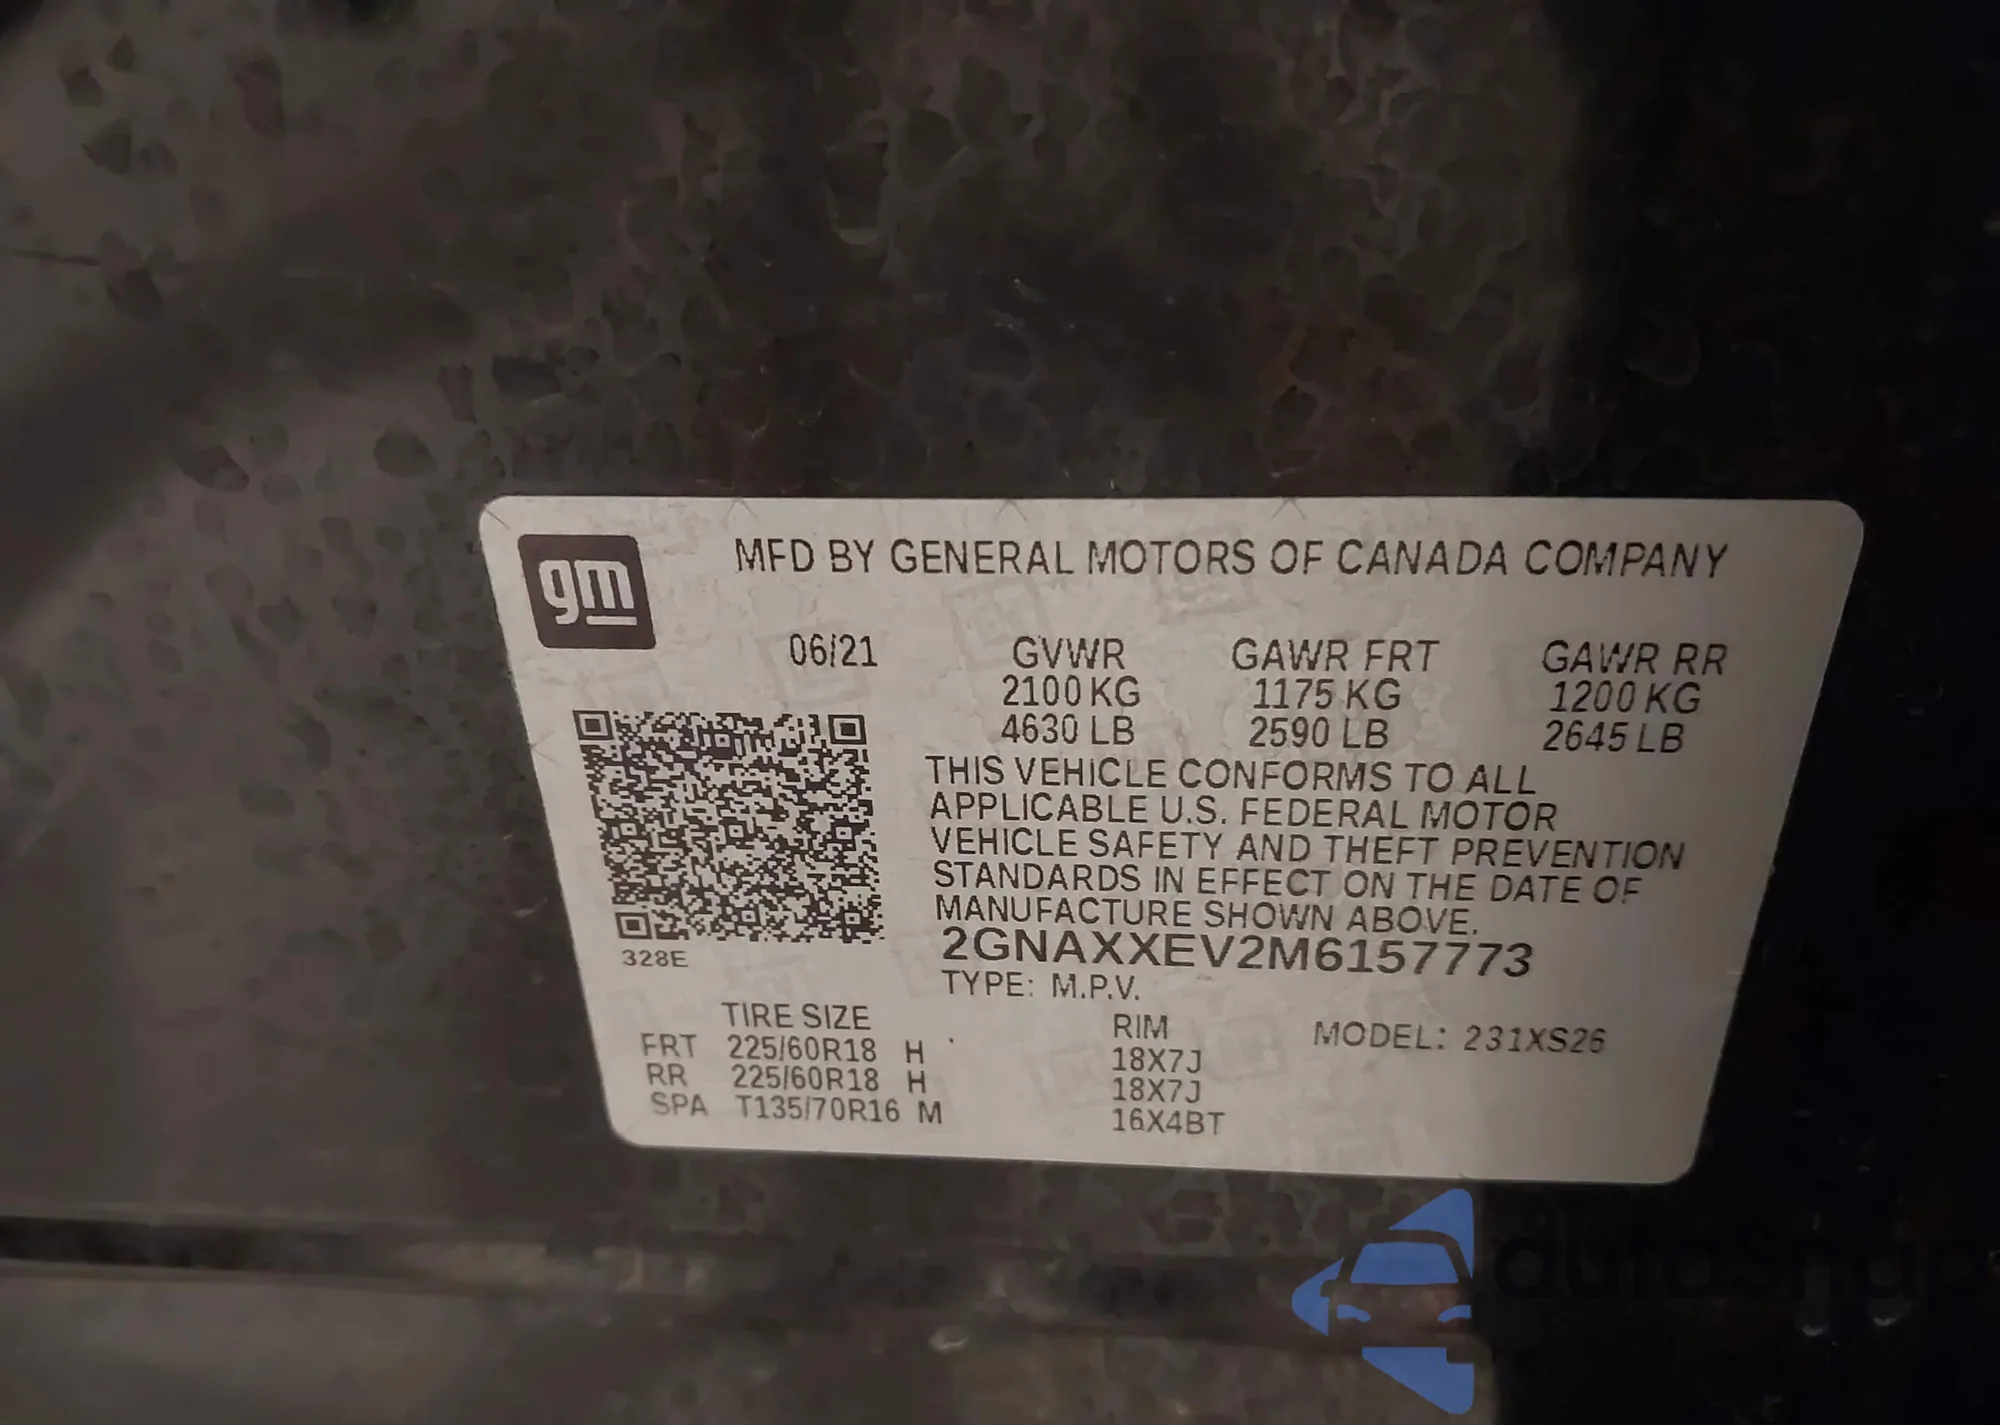 gm
MFD BY GENERAL MOTORS OF CANADA COMPANY
06/21 GVWR GAWR FRT GAWR RR
2100 KG 1175 KG 1200 KG
4630 LB 2590 LB 2645 LB
THIS VEHICLE CONFORMS TO ALL
APPLICABLE U.S. FEDERAL MOTOR
VEHICLE SAFETY AND THEFT PREVENTION
STANDARDS IN EFFECT ON THE DATE OF
MANUFACTURE SHOWN ABOVE.
2GNAXXEV2M6157773
328E
TYPE: M.P.V.
TIRE SIZE RIM MODEL: 231XS26
FRT 225/60R18 H 18X7J
RR 225/60R18 H 18X7J
SPA T135/70R16 M 16X4BT